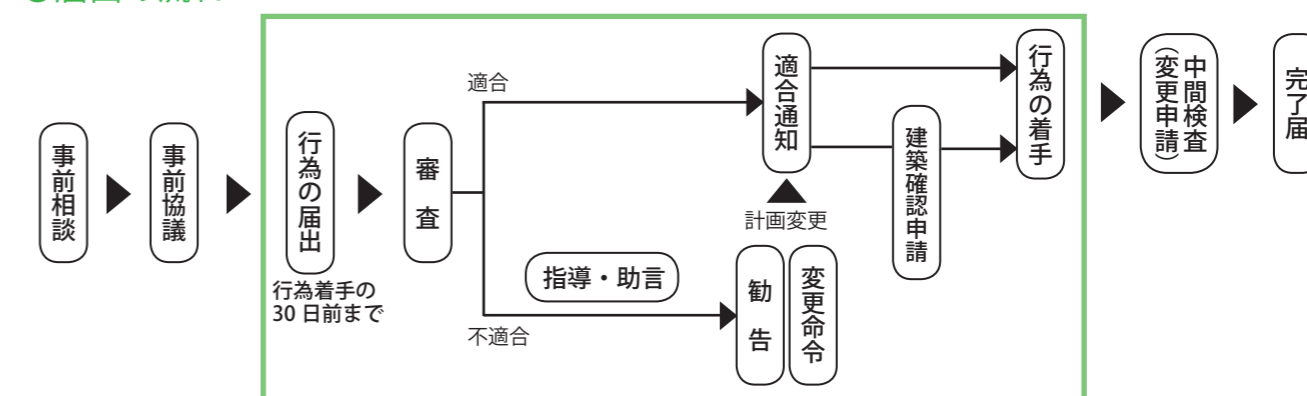 事前相談
事前協議
行為の届出
行為着手の
30日前まで
審査
適合
不適合
指導・助言
適合通知
計画変更
勧告
変更命令
建築確認申請
行為の着手
中間検査
（変更申請）
完了届